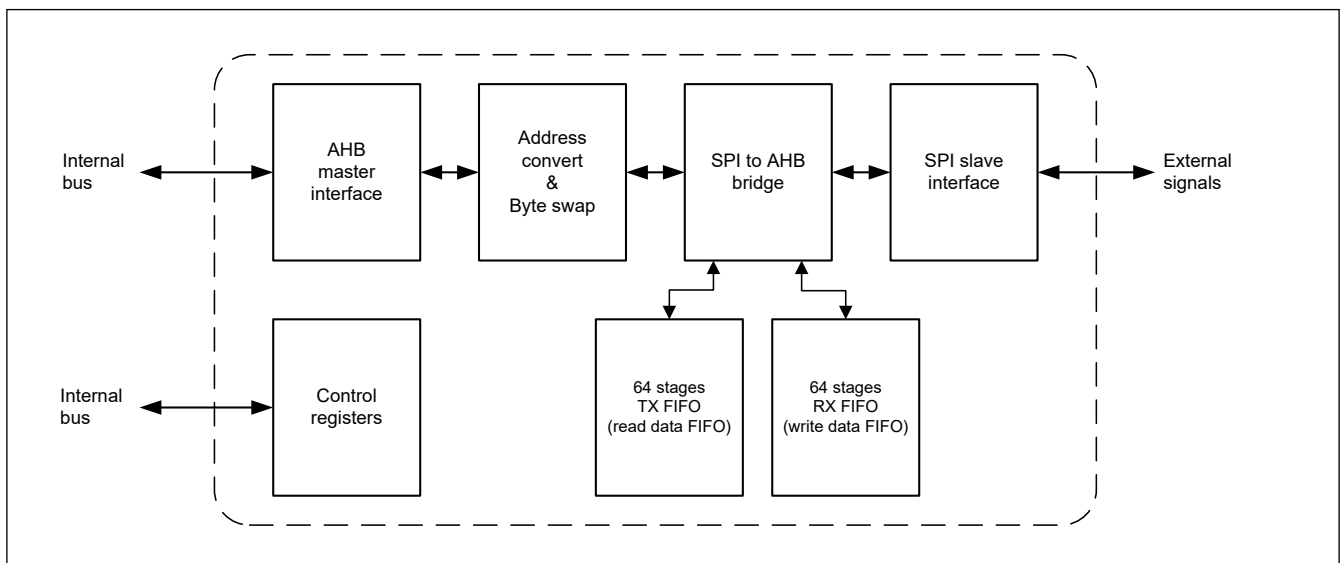 Internal
bus
AHB
master
interface
Address
convert
&
Byte swap
SPI to AHB
bridge
SPI slave
interface
External
signals
Internal
bus
Control
registers
64 stages
TX FIFO
(read data FIFO)
64 stages
RX FIFO
(write data FIFO)